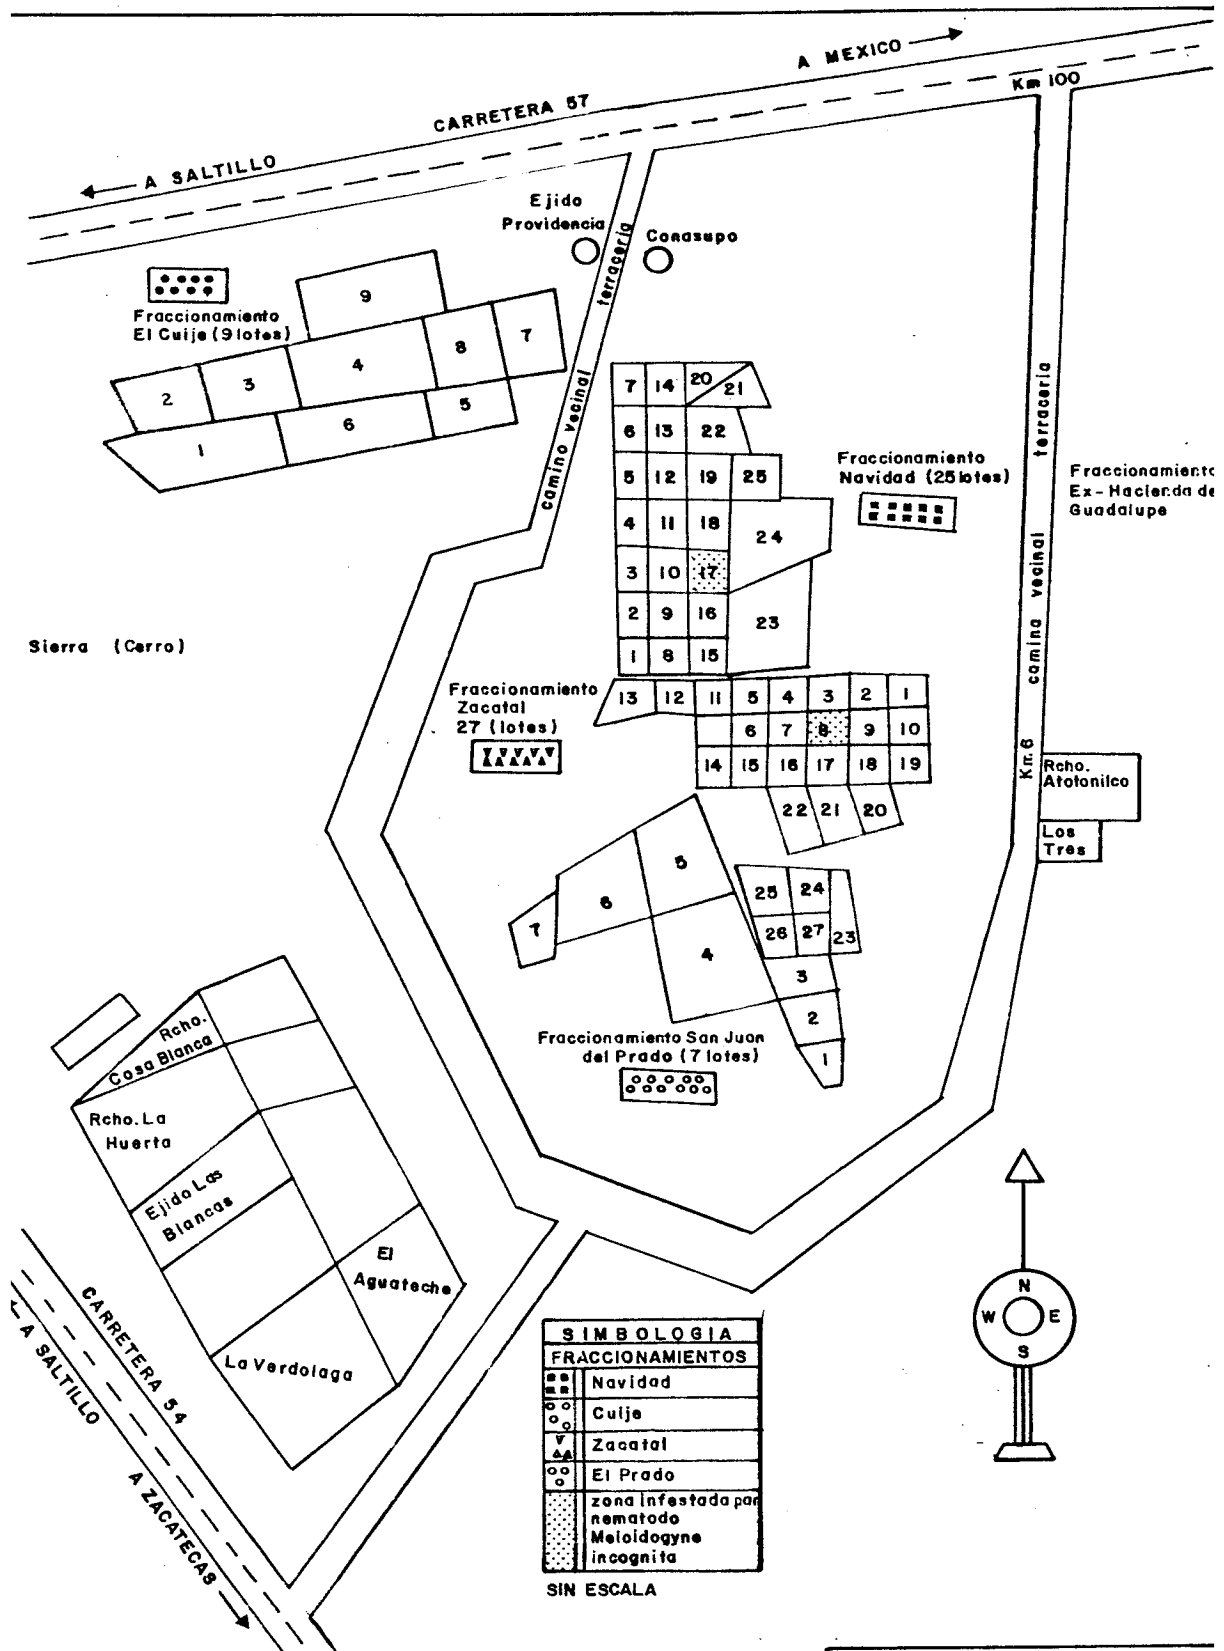 A MEXICO
Km 100
CARRETERA 57
A SALTILLO
Ejido
Providencia
Conasupo
camino vecinal terraceria
Fraccionamiento
El Cuije (9 lotes)
9
2 3 4 8 7
1 6 5
7 14 20 21
6 13 22
5 12 19 25
4 11 18 24
3 10 17
2 9 16 23
1 8 15
Fraccionamiento
Navidad (25 lotes)
camina vecinal terraceria
Km. 6
Fraccionamiento
Ex-Hacienda de
Guadalupe
Sierra (Cerro)
Fraccionamiento
Zacatal
27 (lotes)
13 12 11 5 4 3 2 1
6 7 8 9 10
14 15 16 17 18 19
22 21 20
Rcho.
Atotonilco
Los
Tres
25 24
26 27 23
5
6
7
4
3
2
1
Fraccionamiento San Juan
del Prado (7 lotes)
Rcho.
Casa Blanca
Rcho. La
Huerta
Ejido Las
Blancas
El
Aguateche
La Verdolaga
CARRETERA 54
A SALTILLO
A ZACATECAS
N
W E
S
SIMBOLOGIA
FRACCIONAMIENTOS
Navidad
Cuije
Zacatal
El Prado
zona infestada por
nematodo
Meloidogyne
incognita
SIN ESCALA